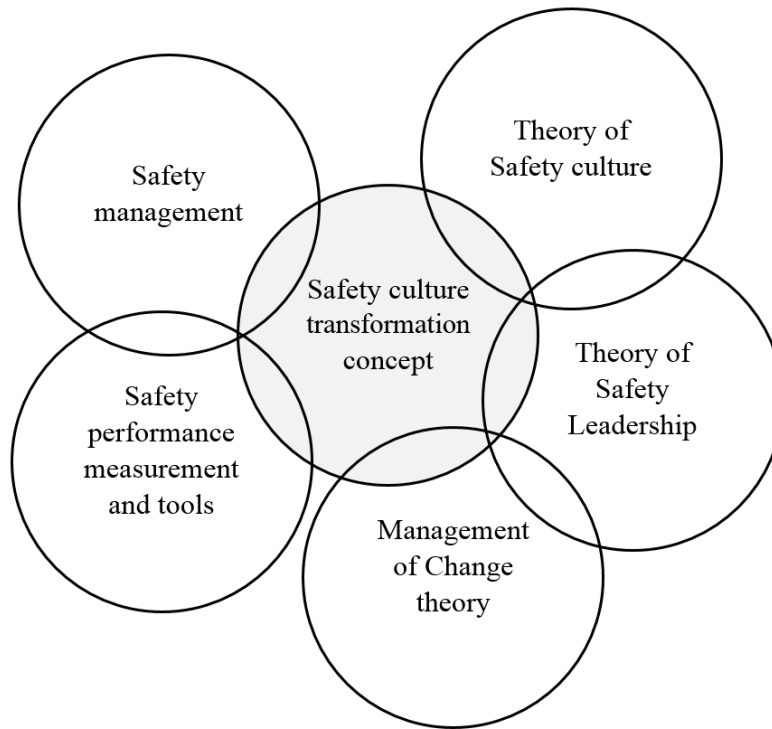 Safety
management
Theory of
Safety culture
Safety culture
transformation
concept
Theory of
Safety
Leadership
Safety
performance
measurement
and tools
Management
of Change
theory